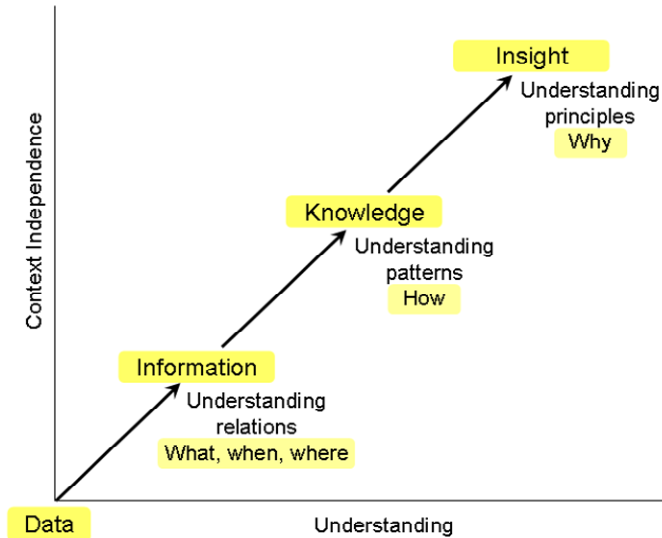 Insight
Understanding
principles
Why
Context Independence
Knowledge
Understanding
patterns
How
Information
Understanding
relations
What, when, where
Data
Understanding